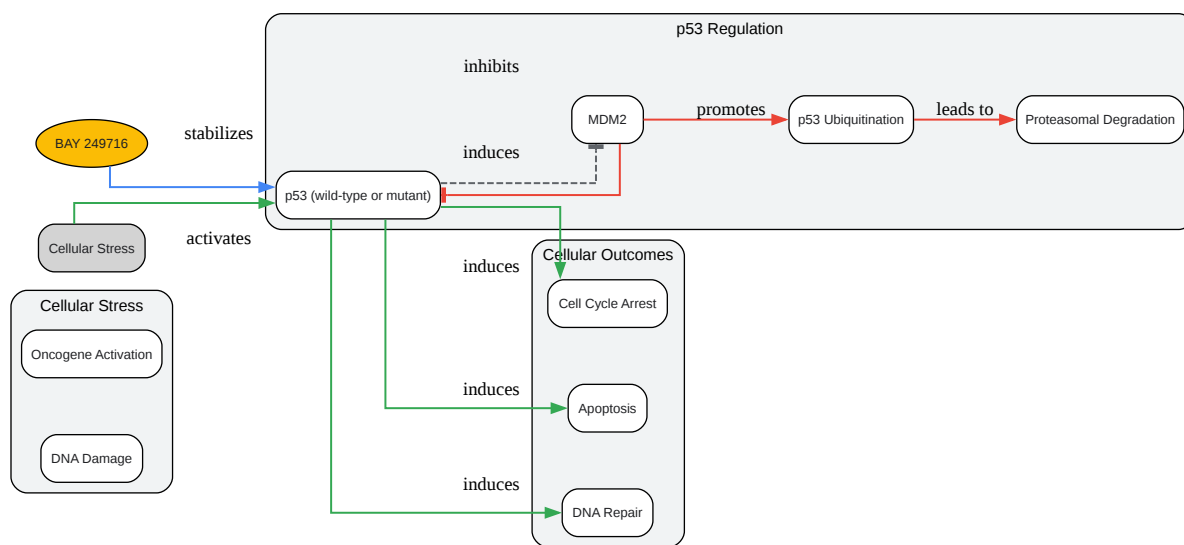 p53 Regulation
inhibits
MDM2
promotes
p53 Ubiquitination
leads to
Proteasomal Degradation
stabilizes
BAY 249716
induces
p53 (wild-type or mutant)
activates
Cellular Stress
Cellular Outcomes
induces
Cell Cycle Arrest
Cellular Stress
Oncogene Activation
induces
Apoptosis
DNA Damage
induces
DNA Repair